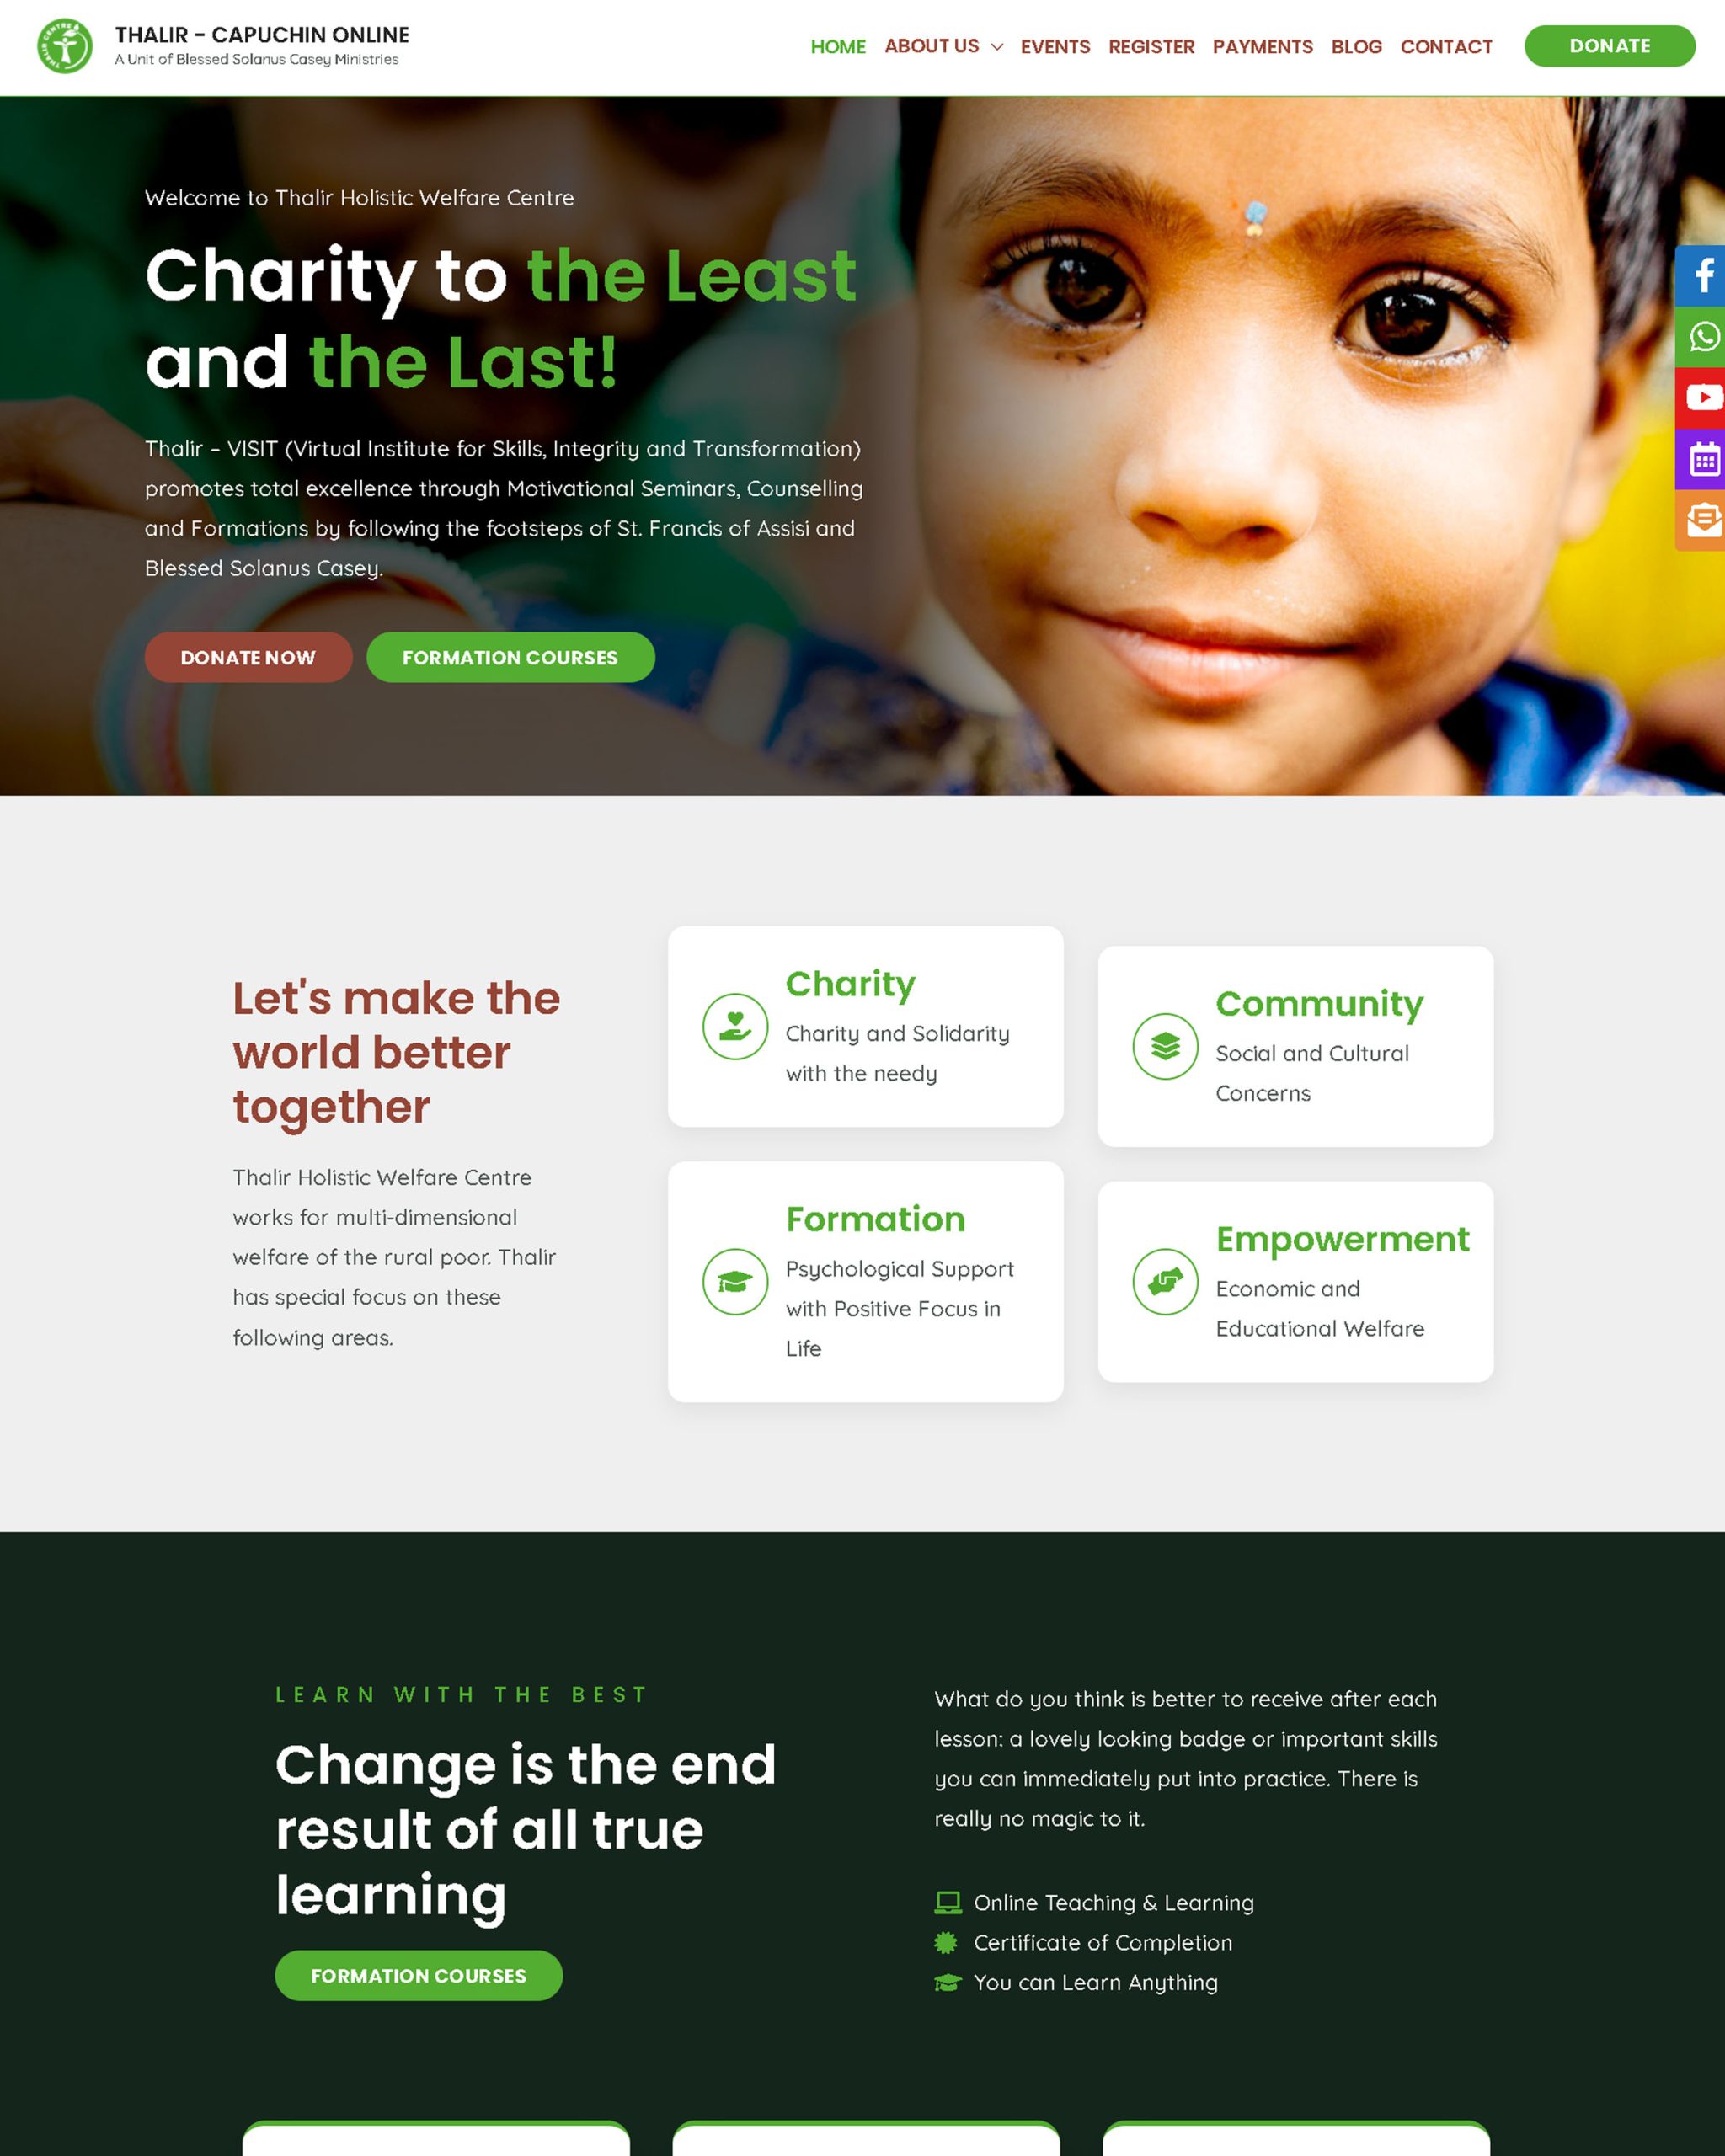 THALIR - CAPUCHIN ONLINE
A Unit of Blessed Solanus Casey Ministries
HOME
ABOUT US
EVENTS
REGISTER
PAYMENTS
BLOG
CONTACT
DONATE
Welcome to Thalir Holistic Welfare Centre
Charity to the Least
and the Last!
Thalir – VISIT (Virtual Institute for Skills, Integrity and Transformation)
promotes total excellence through Motivational Seminars, Counselling
and Formations by following the footsteps of St. Francis of Assisi and
Blessed Solanus Casey.
DONATE NOW
FORMATION COURSES
Let's make the
world better
together
Thalir Holistic Welfare Centre
works for multi-dimensional
welfare of the rural poor. Thalir
has special focus on these
following areas.
Charity
Charity and Solidarity
with the needy
Community
Social and Cultural
Concerns
Formation
Psychological Support
with Positive Focus in
Life
Empowerment
Economic and
Educational Welfare
LEARN WITH THE BEST
Change is the end
result of all true
learning
FORMATION COURSES
What do you think is better to receive after each
lesson: a lovely looking badge or important skills
you can immediately put into practice. There is
really no magic to it.
Online Teaching & Learning
Certificate of Completion
You can Learn Anything